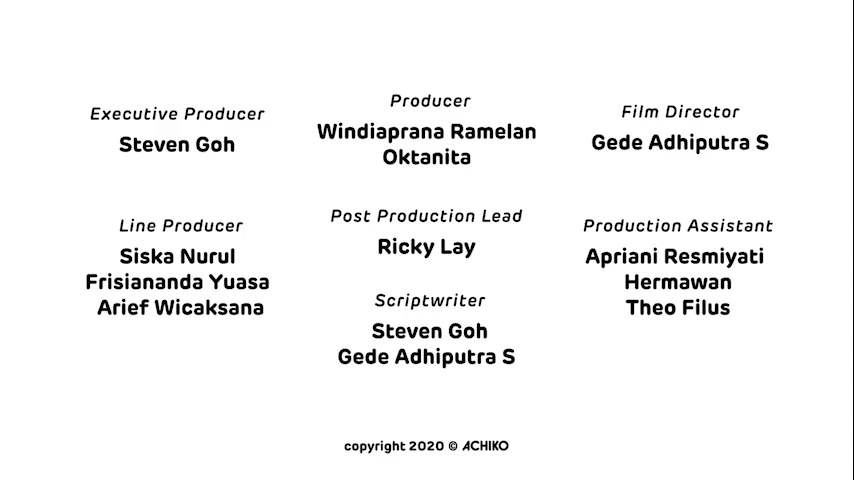 Executive Producer
Steven Goh
Producer
Windiaprana Ramelan
Oktanita
Film Director
Gede Adhiputra S
Line Producer
Siska Nurul
Frisiananda Yuasa
Arief Wicaksana
Post Production Lead
Ricky Lay
Scriptwriter
Steven Goh
Gede Adhiputra S
Production Assistant
Apriani Resmiyati
Hermawan
Theo Filus
copyright 2020 © ACHIKO